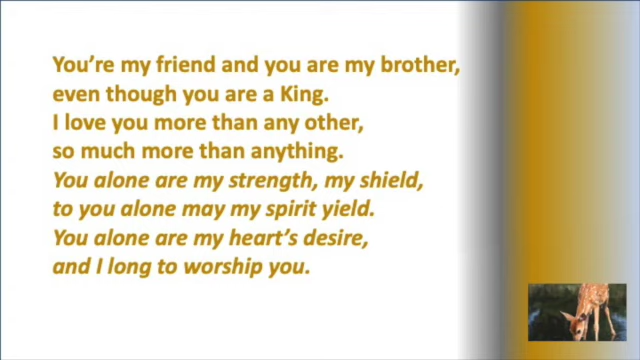 You're my friend and you are my brother,
even though you are a King.
I love you more than any other,
so much more than anything.
You alone are my strength, my shield,
to you alone may my spirit yield.
You alone are my heart's desire,
and I long to worship you.